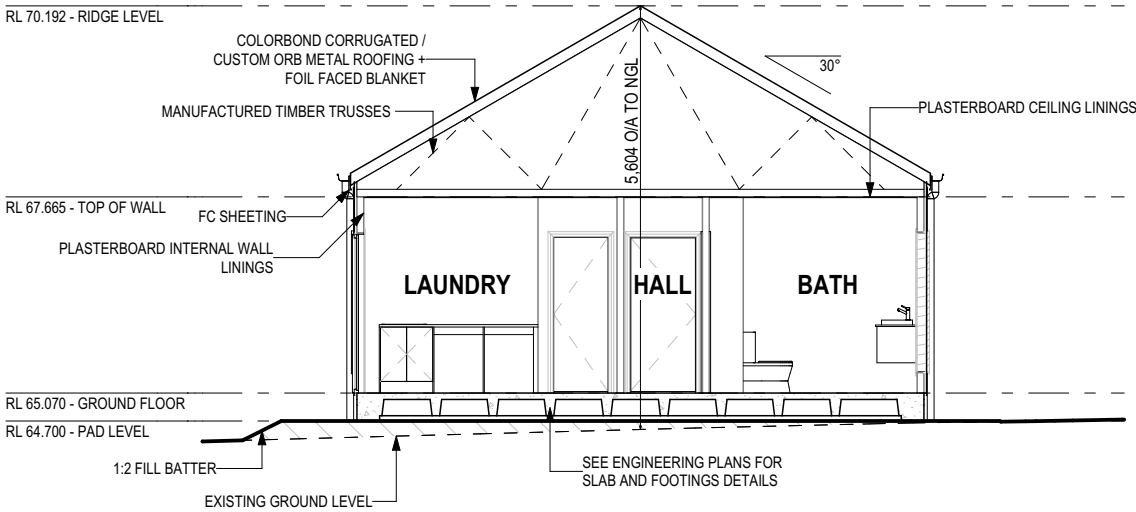 RL 70.192 - RIDGE LEVEL
COLORBOND CORRUGATED /
CUSTOM ORB METAL ROOFING +
FOIL FACED BLANKET
30°
MANUFACTURED TIMBER TRUSSES
PLASTERBOARD CEILING LININGS
5,604 O/A TO NGL
RL 67.665 - TOP OF WALL
FC SHEETING
PLASTERBOARD INTERNAL WALL
LININGS
LAUNDRY
HALL
BATH
RL 65.070 - GROUND FLOOR
RL 64.700 - PAD LEVEL
1:2 FILL BATTER
EXISTING GROUND LEVEL
SEE ENGINEERING PLANS FOR
SLAB AND FOOTINGS DETAILS